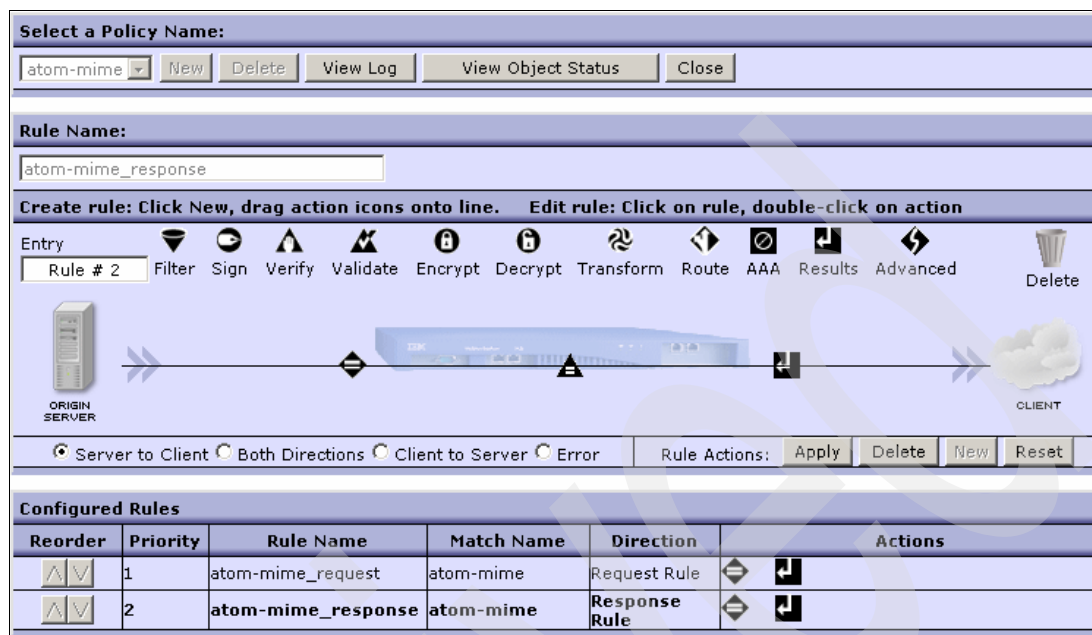 Select a Policy Name:
atom-mime New Delete View Log View Object Status Close
Rule Name:
atom-mime_response
Create rule: Click New, drag action icons onto line. Edit rule: Click on rule, double-click on action
Entry
Rule # 2
Filter Sign Verify Validate Encrypt Decrypt Transform Route AAA Results Advanced
Delete
ORIGIN
SERVER
CLIENT
Server to Client Both Directions Client to Server Error Rule Actions: Apply Delete New Reset
Configured Rules
Reorder Priority Rule Name Match Name Direction Actions
1 atom-mime_request atom-mime Request Rule
2 atom-mime_response atom-mime Response
Rule